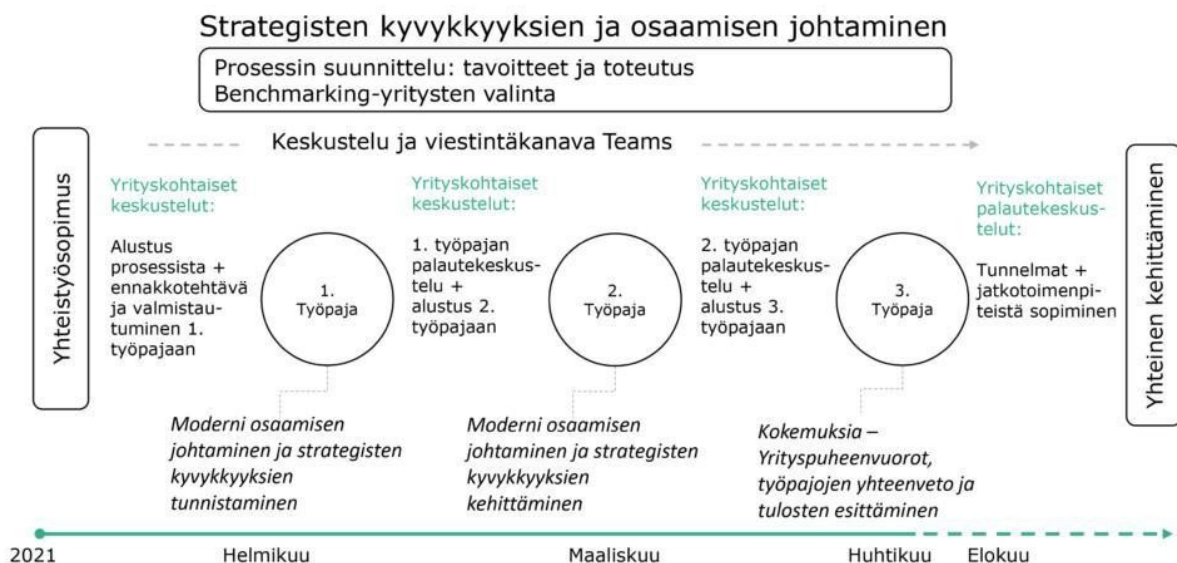 Strategisten kyvykkyyksien ja osaamisen johtaminen
Prosessin suunnittelu: tavoitteet ja toteutus
Benchmarking-yritysten valinta
Keskustelu ja viestintäkanava Teams
Yhteistyösopimus
Yrityskohtaiset
keskustelut:
Alustus
prosessista +
ennakkotehtävä
ja valmistau-
tuminen 1.
työpajaan
1.
Työpaja
Yrityskohtaiset
keskustelut:
1. työpajan
palautekeskus-
telu +
alustus 2.
työpajaan
2.
Työpaja
Yrityskohtaiset
keskustelut:
2. työpajan
palautekeskus-
telu +
alustus 3.
työpajaan
3.
Työpaja
Yrityskohtaiset
palautekeskus-
telut:
Tunnelmat +
jatkotoimenpi-
teistä sopiminen
Yhteinen kehittäminen
Moderni osaamisen
johtaminen ja strategisten
kyvykkyyksien
tunnistaminen
Moderni osaamisen
johtaminen ja strategisten
kyvykkyyksien
kehittäminen
Kokemuksia –
Yrityspuheenvuorot,
työpajojen yhteenveto ja
tulosten esittäminen
2021
Helmikuu
Maaliskuu
Huhtikuu
Elokuu